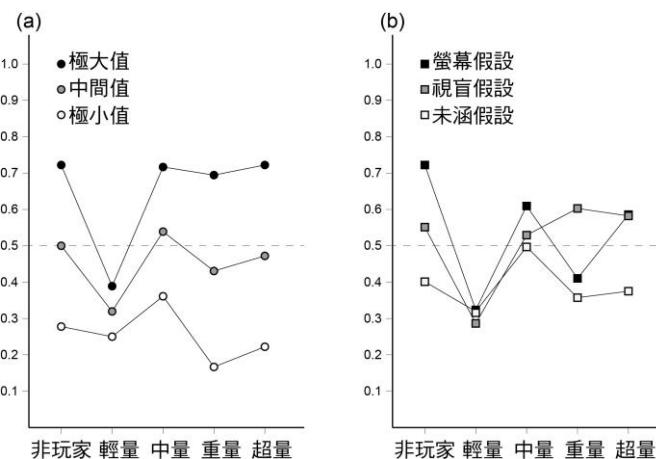 (a)
極大值
中間值
極小值
1.0
0.9
0.8
0.7
0.6
0.5
0.4
0.3
0.2
0.1
非玩家 輕量 中量 重量 超量
(b)
螢幕假設
視盲假設
未涵假設
1.0
0.9
0.8
0.7
0.6
0.5
0.4
0.3
0.2
0.1
非玩家 輕量 中量 重量 超量